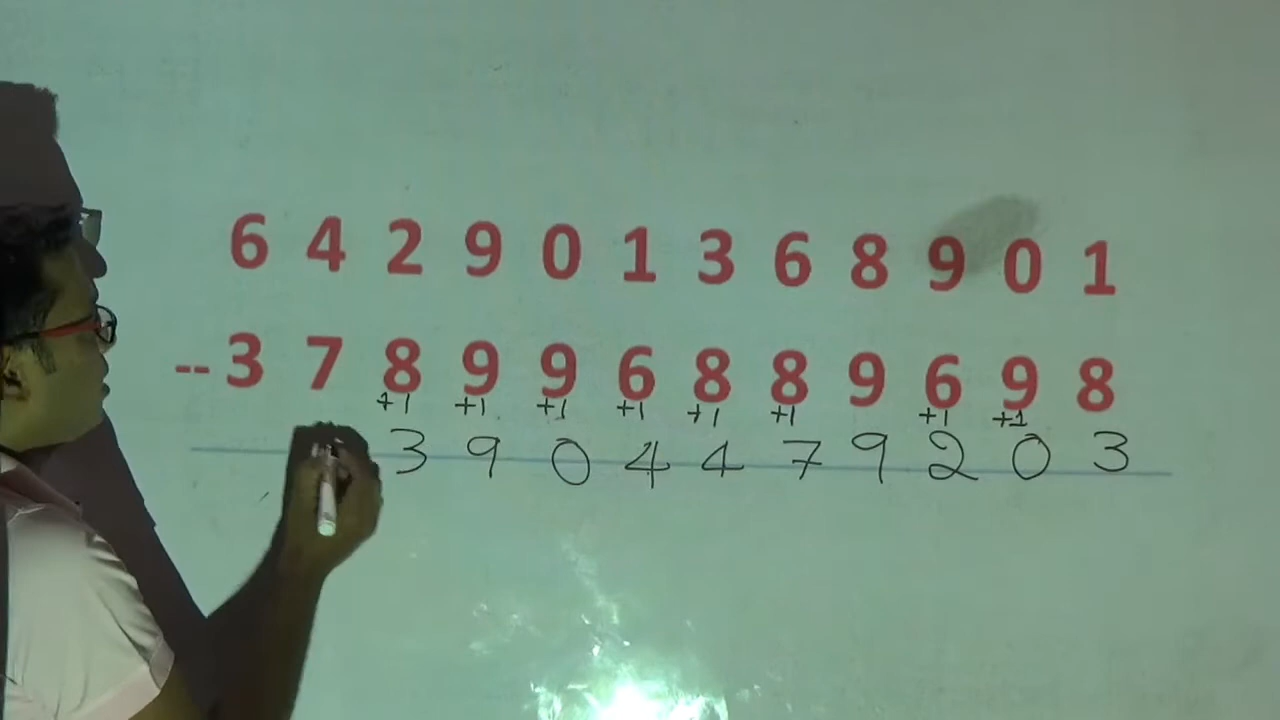 6 4 2 9 0 1 3 6 8 9 0 1
-- 3 7 8 9 9 6 8 8 9 6 9 8
+1 +1 +1 +1 +1 +1 +1 +1
3 9 0 4 4 7 9 2 0 3